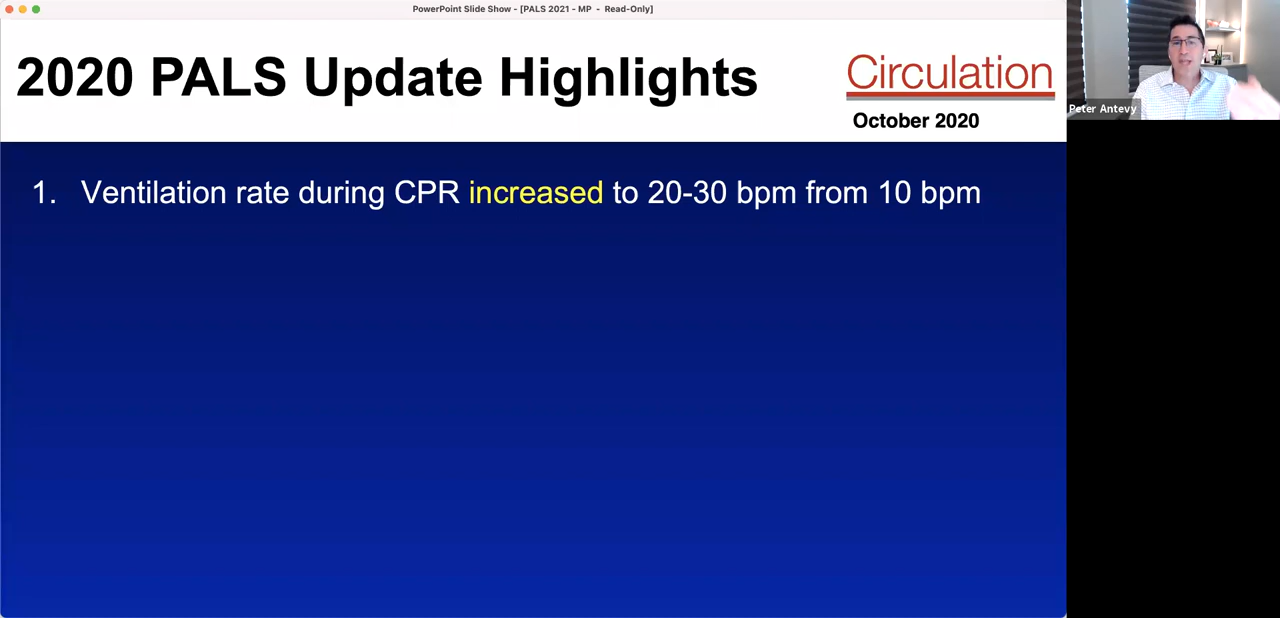 PowerPoint Slide Show - [PALS 2021 - MP - Read-Only]
2020 PALS Update Highlights
Circulation
October 2020
Peter Antevy
1. Ventilation rate during CPR increased to 20-30 bpm from 10 bpm